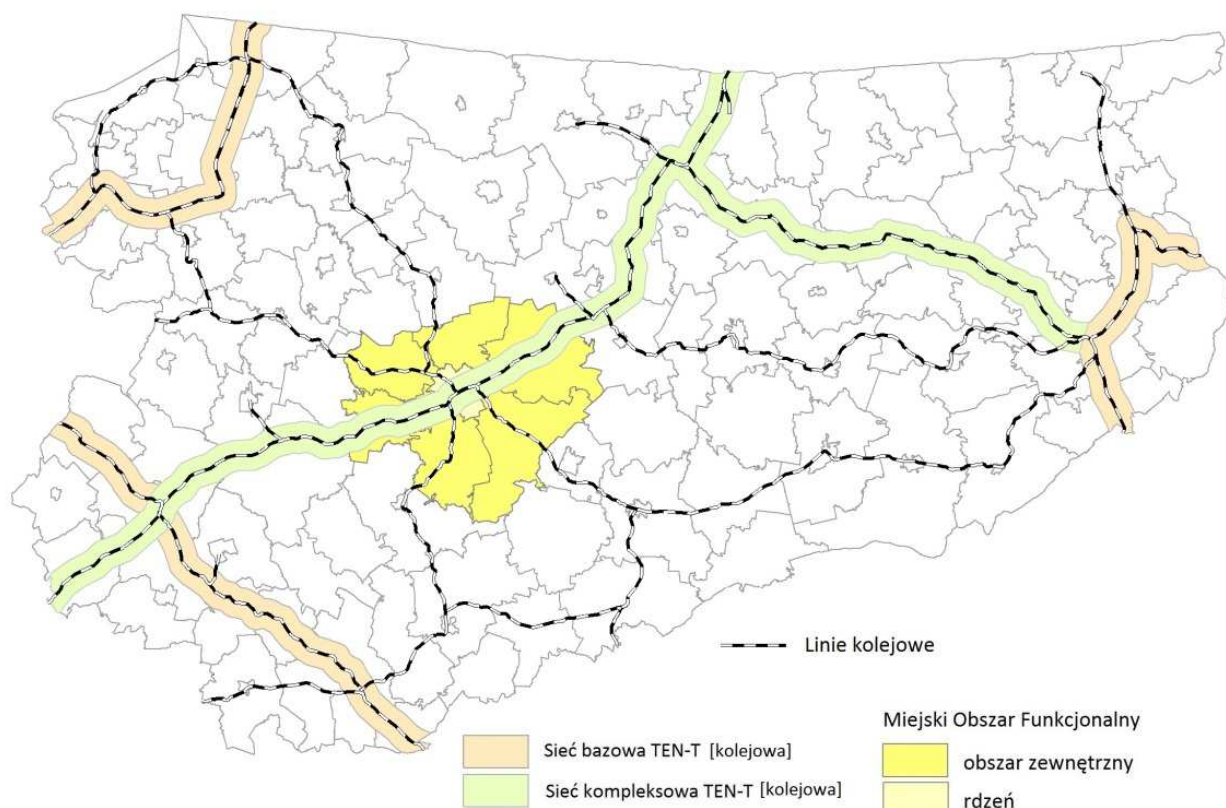 Linie kolejowe
Miejski Obszar Funkcjonalny
Sieć bazowa TEN-T [kolejowa]
obszar zewnętrzny
Sieć kompleksowa TEN-T [kolejowa]
rdzeń